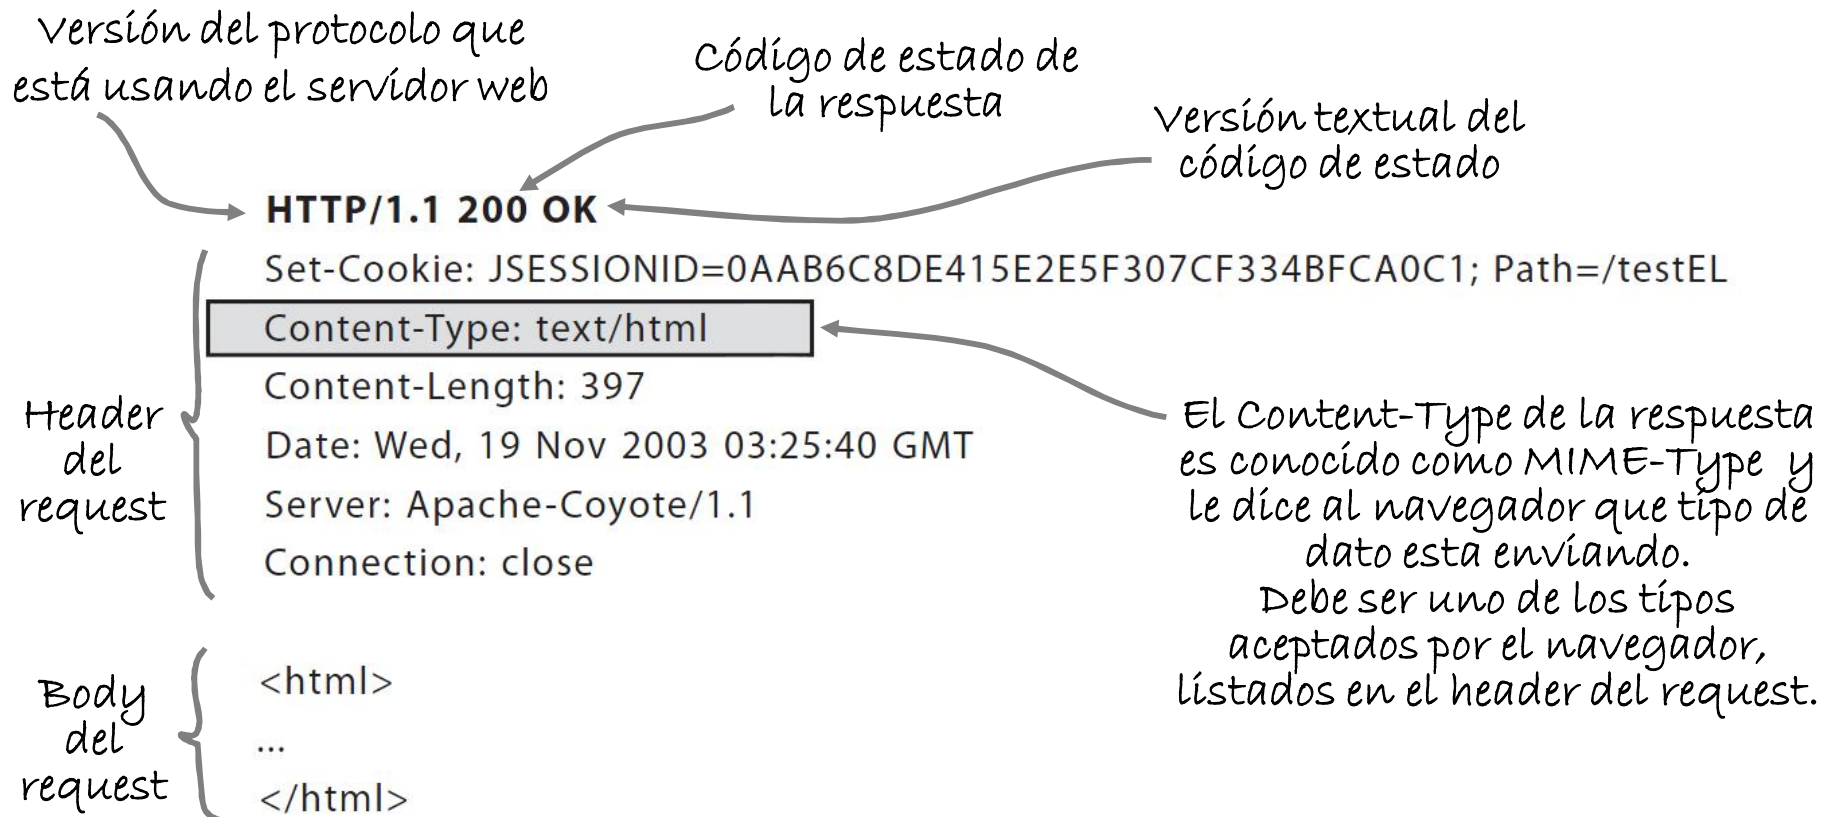 Versión del protocolo que
está usando el servidor web
Código de estado de
la respuesta
Versión textual del
código de estado
HTTP/1.1 200 OK
Set-Cookie: JSESSIONID=0AAB6C8DE415E2E5F307CF334BFCA0C1; Path=/testEL
Content-Type: text/html
Content-Length: 397
Date: Wed, 19 Nov 2003 03:25:40 GMT
Server: Apache-Coyote/1.1
Connection: close
Header
del
request
El Content-Type de la respuesta
es conocido como MIME-Type y
le dice al navegador que tipo de
dato esta enviando.
Debe ser uno de los tipos
aceptados por el navegador,
listados en el header del request.
Body
del
request
<html>
...
</html>